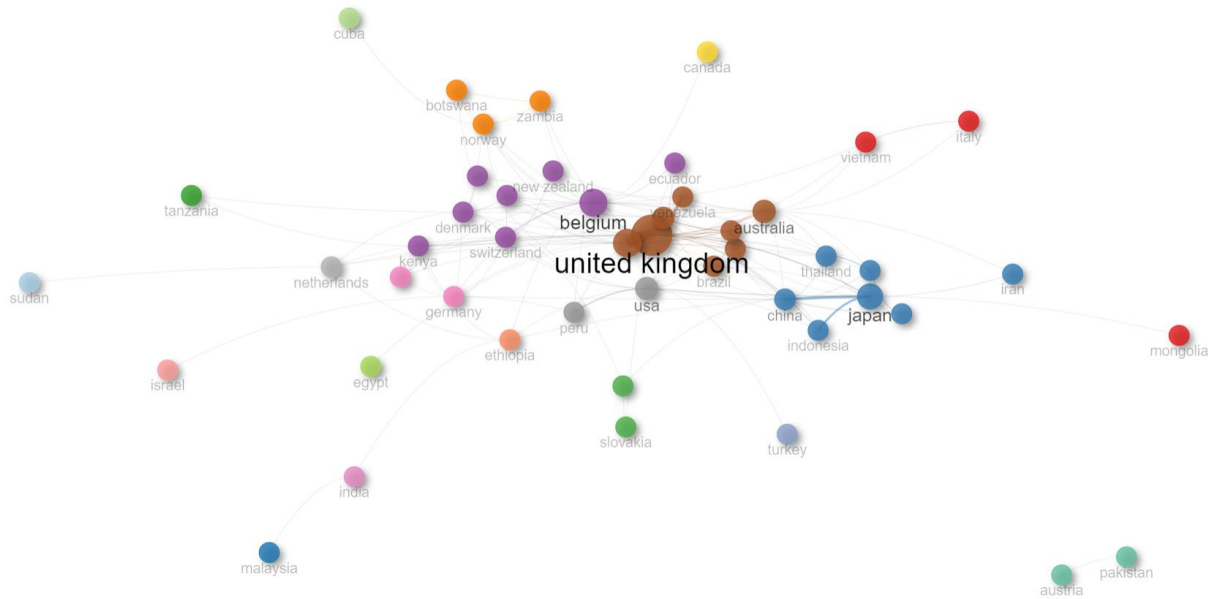 cuba
canada
botswana
zambia
norway
italy
vietnam
ecuador
new zealand
tanzania
venezuela
belgium
denmark
australia
switzerland
kenya
united kingdom
thailand
netherlands
brazil
iran
sudan
usa
germany
china
japan
peru
indonesia
mongolia
ethiopia
israel
egypt
slovakia
turkey
india
malaysia
pakistan
austria